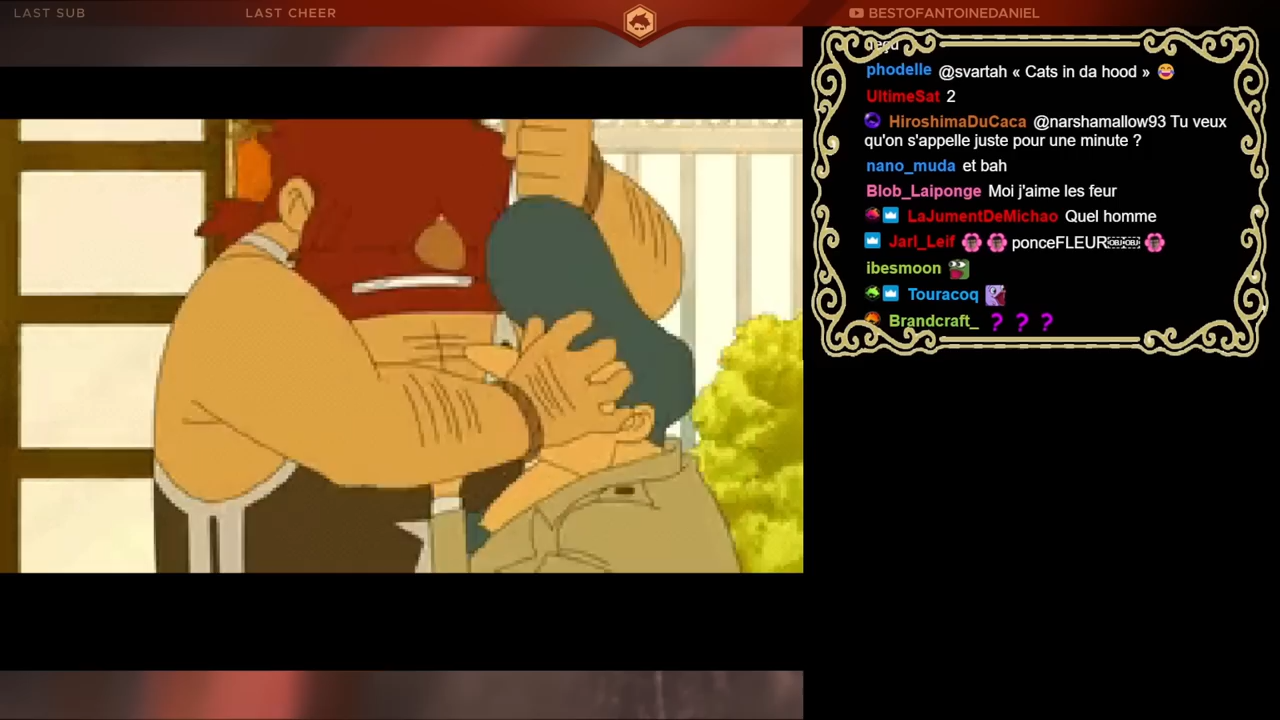 LAST SUB
LAST CHEER
BESTOFANTOINEDANIEL
phodelle @svartah « Cats in da hood » 😂
UltimeSat 2
HiroshimaDuCaca @narshamallow93 Tu veux
qu'on s'appelle juste pour une minute ?
nano_muda et bah
Blob_Laiponge Moi j'aime les feur
LaJumentDeMichao Quel homme
Jarl_Leif ponceFLEUR
ibesmoon
Touracoq
Brandcraft_ ❓❓❓